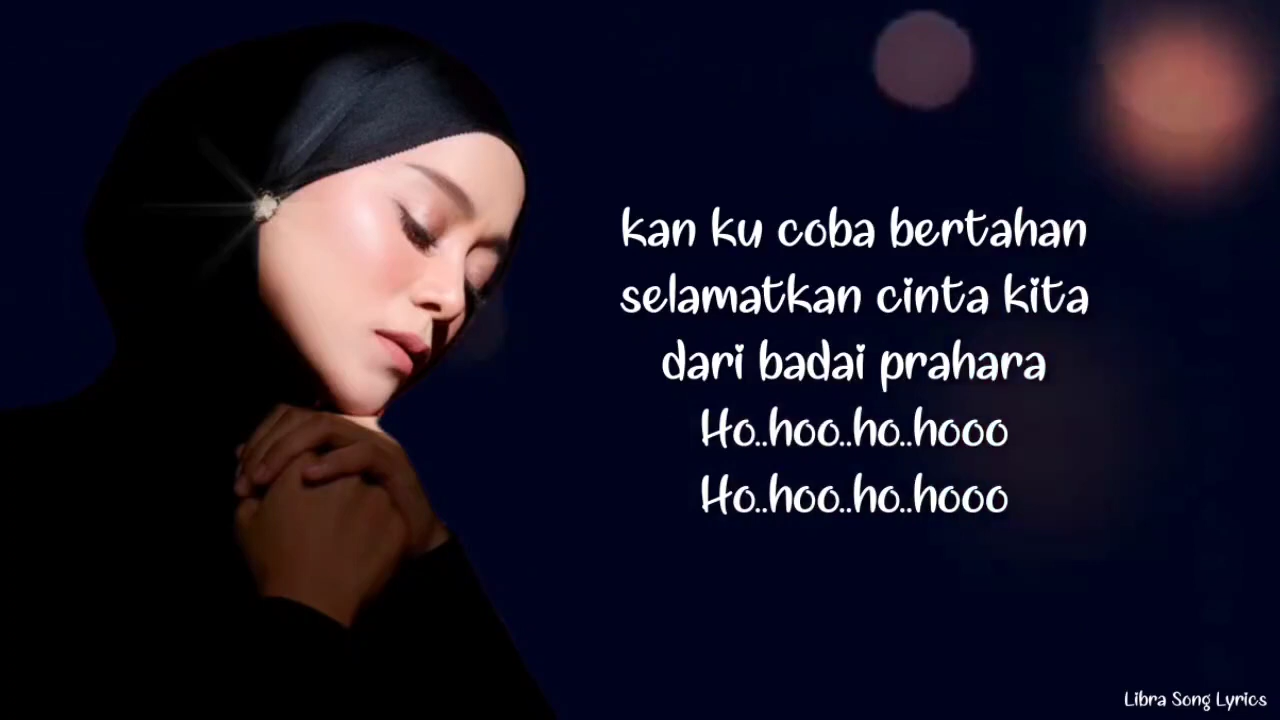 kan ku coba bertahan
selamatkan cinta kita
dari badai prahara
Ho..hoo..ho..hooo
Ho..hoo..ho..hooo
Libra Song Lyrics